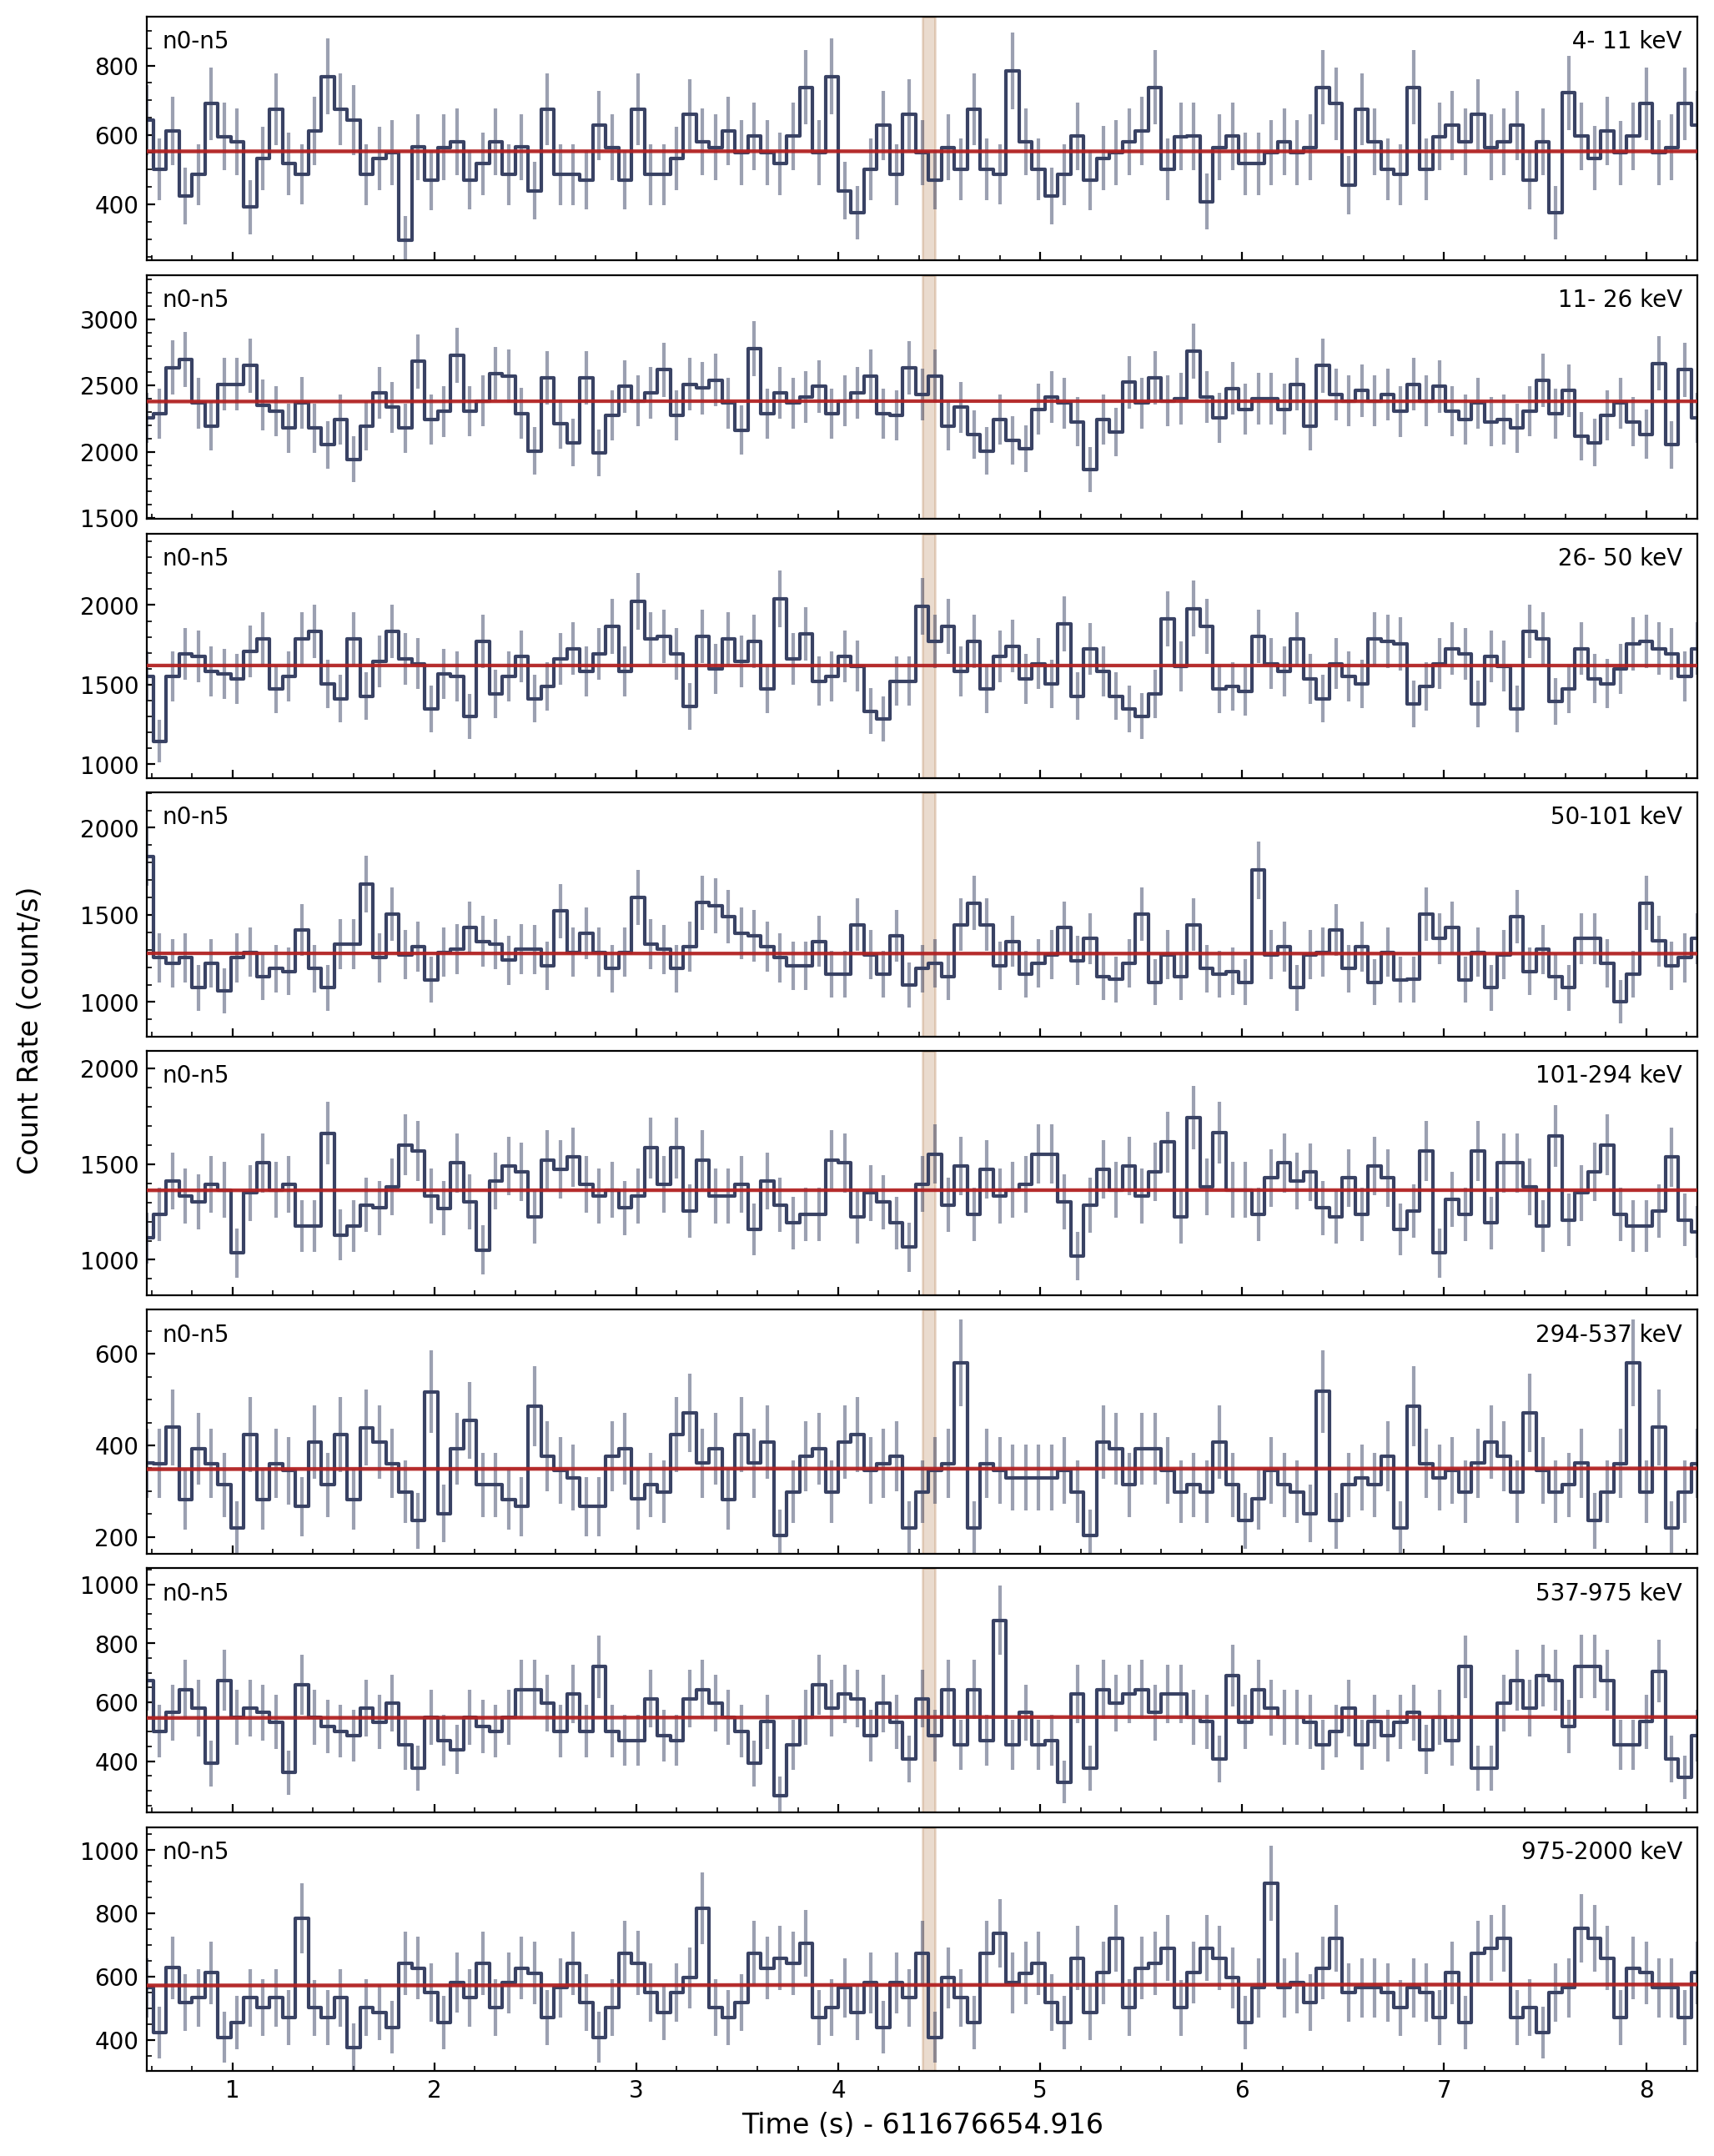 n0-n5 4- 11 keV
800
600
400
n0-n5 11- 26 keV
3000
2500
2000
1500
n0-n5 26- 50 keV
2000
1500
1000
n0-n5 50-101 keV
2000
1500
1000
n0-n5 101-294 keV
2000
1500
1000
n0-n5 294-537 keV
600
400
200
n0-n5 537-975 keV
1000
800
600
400
n0-n5 975-2000 keV
1000
800
600
400
1 2 3 4 5 6 7 8
Time (s) - 611676654.916
Count Rate (count/s)